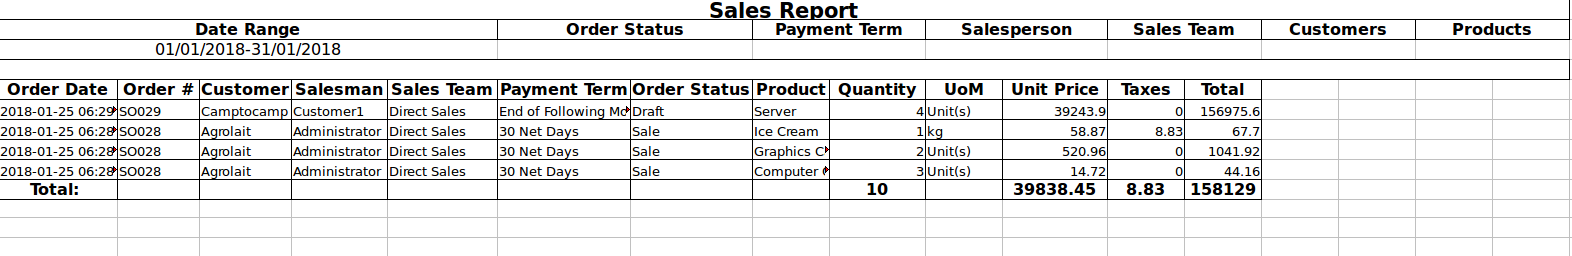 Sales Report
Date Range Order Status Payment Term Salesperson Sales Team Customers Products
01/01/2018-31/01/2018
Order Date Order # Customer Salesman Sales Team Payment Term Order Status Product Quantity UoM Unit Price Taxes Total
2018-01-25 06:29 SO029 Camptocamp Customer1 Direct Sales End of Following Mo Draft Server 4 Unit(s) 39243.9 0 156975.6
2018-01-25 06:28 SO028 Agrolait Administrator Direct Sales 30 Net Days Sale Ice Cream 1 kg 58.87 8.83 67.7
2018-01-25 06:28 SO028 Agrolait Administrator Direct Sales 30 Net Days Sale Graphics C 2 Unit(s) 520.96 0 1041.92
2018-01-25 06:28 SO028 Agrolait Administrator Direct Sales 30 Net Days Sale Computer 3 Unit(s) 14.72 0 44.16
Total: 10 39838.45 8.83 158129